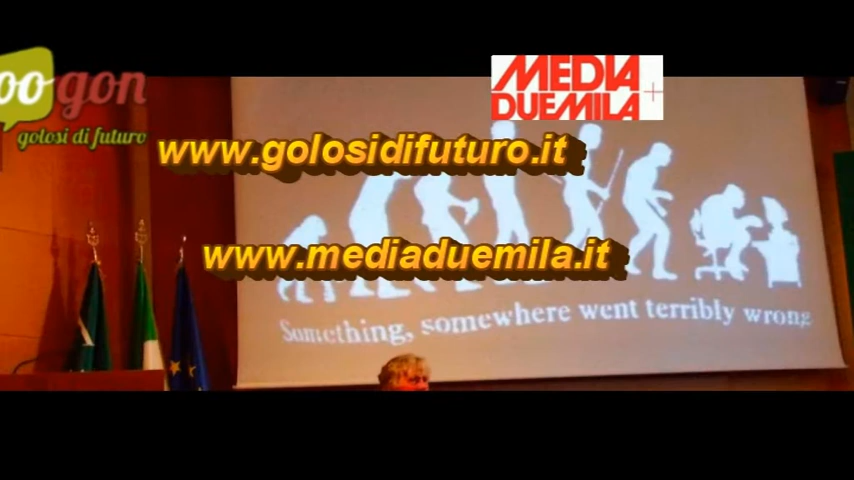 oogon
golosi di futuro
MEDIA
DUEMILA+
www.golosidifuturo.it
www.mediaduemila.it
Something, somewhere went terribly wrong